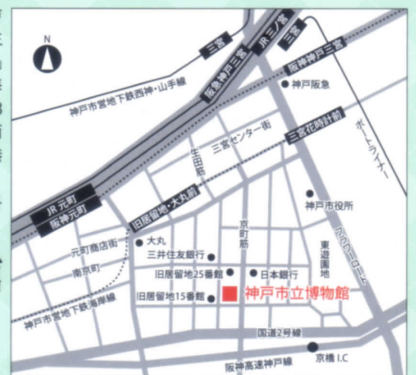 N
三宮
JR 三ノ宮
三宮
阪急神戸三宮
阪神神戸三宮
神戸市営地下鉄西神・山手線
神戸阪急
三宮センター街
三宮花時計前
ポートライナー
生田筋
JR 元町
阪神元町
旧居留地・大丸前
神戸市役所
元町商店街
大丸
京町筋
フラワーロード
三井住友銀行
南京町
東遊園地
旧居留地25番館
日本銀行
旧居留地15番館
神戸市立博物館
神戸市営地下鉄海岸線
国道2号線
京橋 I.C
阪神高速神戸線